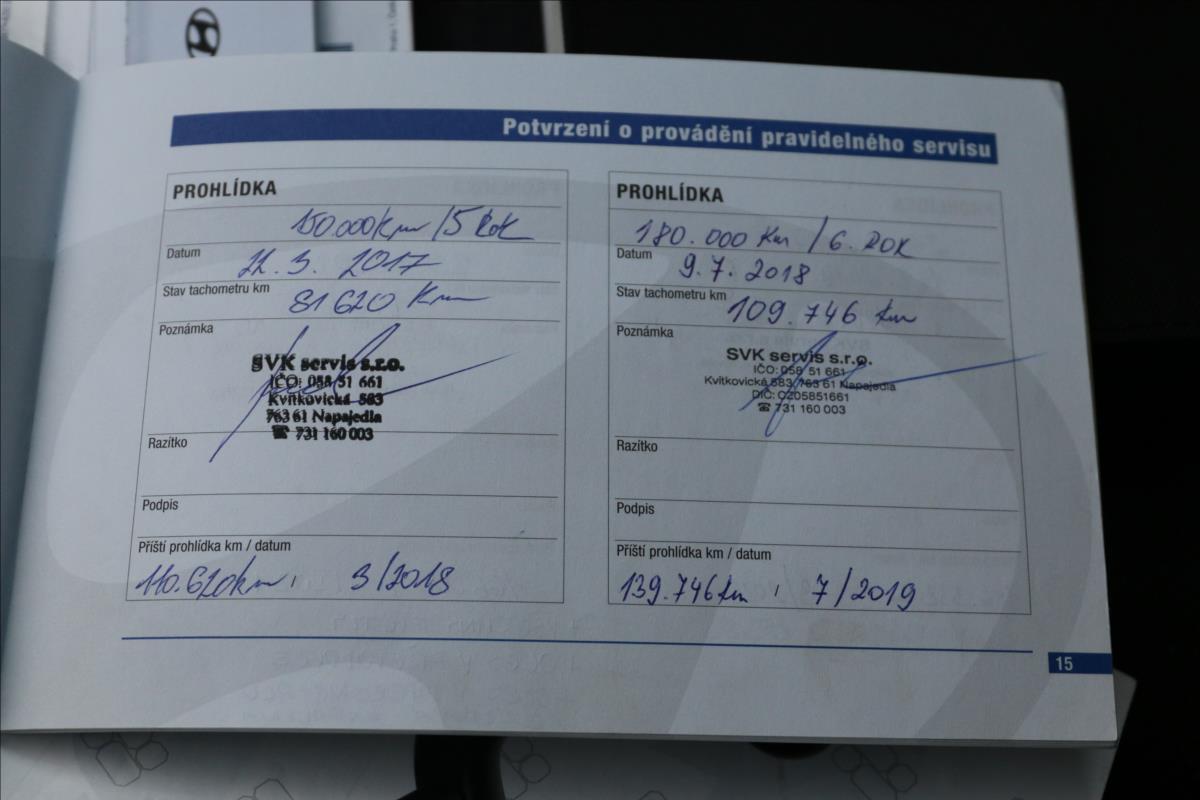 Potvrzení o provádění pravidelného servisu
PROHLÍDKA
150.000 Km / 5 Rok
Datum
3. 2017
Stav tachometru km
81 620 Km
Poznámka
SVK servis s.r.o.
IČO: 058 51 661
Kvítkovická 583
763 61 Napajedla
☎ 731 160 003
Razítko
Podpis
Příští prohlídka km / datum
110.620 km, 3/2018
PROHLÍDKA
180.000 Km / 6. ROK
Datum
9. 7. 2018
Stav tachometru km
109.746 Km
Poznámka
SVK servis s.r.o.
IČO: 058 51 661
Kvítkovická 583, 763 61 Napajedla
DIČ: CZ05851661
☎ 731 160 003
Razítko
Podpis
Příští prohlídka km / datum
139.746 Km, 7/2019
15